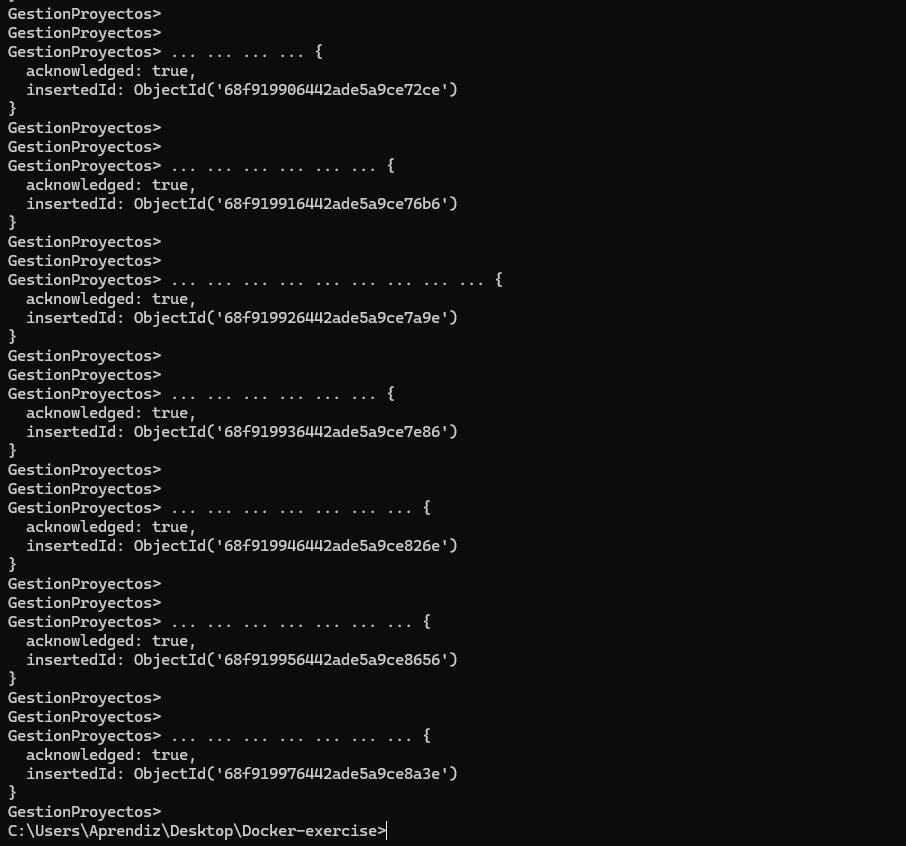 GestionProyectos>
GestionProyectos>
GestionProyectos> ... ... ... ... {
  acknowledged: true,
  insertedId: ObjectId('68f919906442ade5a9ce72ce')
}
GestionProyectos>
GestionProyectos>
GestionProyectos> ... ... ... ... ... ... {
  acknowledged: true,
  insertedId: ObjectId('68f919916442ade5a9ce76b6')
}
GestionProyectos>
GestionProyectos>
GestionProyectos> ... ... ... ... ... ... ... ... ... {
  acknowledged: true,
  insertedId: ObjectId('68f919926442ade5a9ce7a9e')
}
GestionProyectos>
GestionProyectos>
GestionProyectos> ... ... ... ... ... ... {
  acknowledged: true,
  insertedId: ObjectId('68f919936442ade5a9ce7e86')
}
GestionProyectos>
GestionProyectos>
GestionProyectos> ... ... ... ... ... ... ... {
  acknowledged: true,
  insertedId: ObjectId('68f919946442ade5a9ce826e')
}
GestionProyectos>
GestionProyectos>
GestionProyectos> ... ... ... ... ... ... ... {
  acknowledged: true,
  insertedId: ObjectId('68f919956442ade5a9ce8656')
}
GestionProyectos>
GestionProyectos>
GestionProyectos> ... ... ... ... ... ... ... {
  acknowledged: true,
  insertedId: ObjectId('68f919976442ade5a9ce8a3e')
}
GestionProyectos>
C:\Users\Aprendiz\Desktop\Docker-exercise>